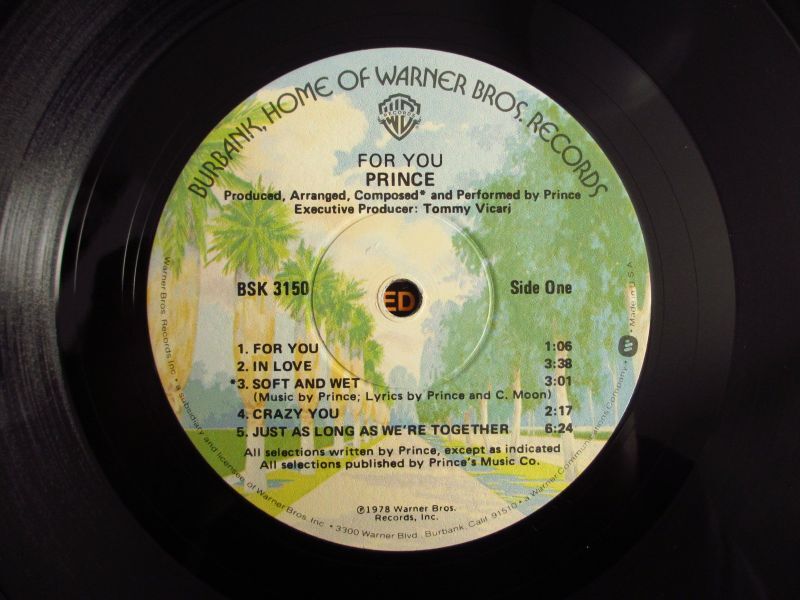 BURBANK, HOME OF WARNER BROS. RECORDS
WB
RECORDS
FOR YOU
PRINCE
Produced, Arranged, Composed* and Performed by Prince
Executive Producer: Tommy Vicari
BSK 3150
Side One
ED
1. FOR YOU 1:06
2. IN LOVE 3:38
*3. SOFT AND WET 3:01
(Music by Prince; Lyrics by Prince and C. Moon)
4. CRAZY YOU 2:17
5. JUST AS LONG AS WE'RE TOGETHER 6:24
All selections written by Prince, except as indicated
All selections published by Prince's Music Co.
℗1978 Warner Bros.
Records, Inc.
Warner Bros. Records Inc. • a subsidiary and licensee of Warner Bros. Inc. • 3300 Warner Blvd., Burbank, Calif. 91510 • a Warner Communications Company • W • Made in U.S.A.